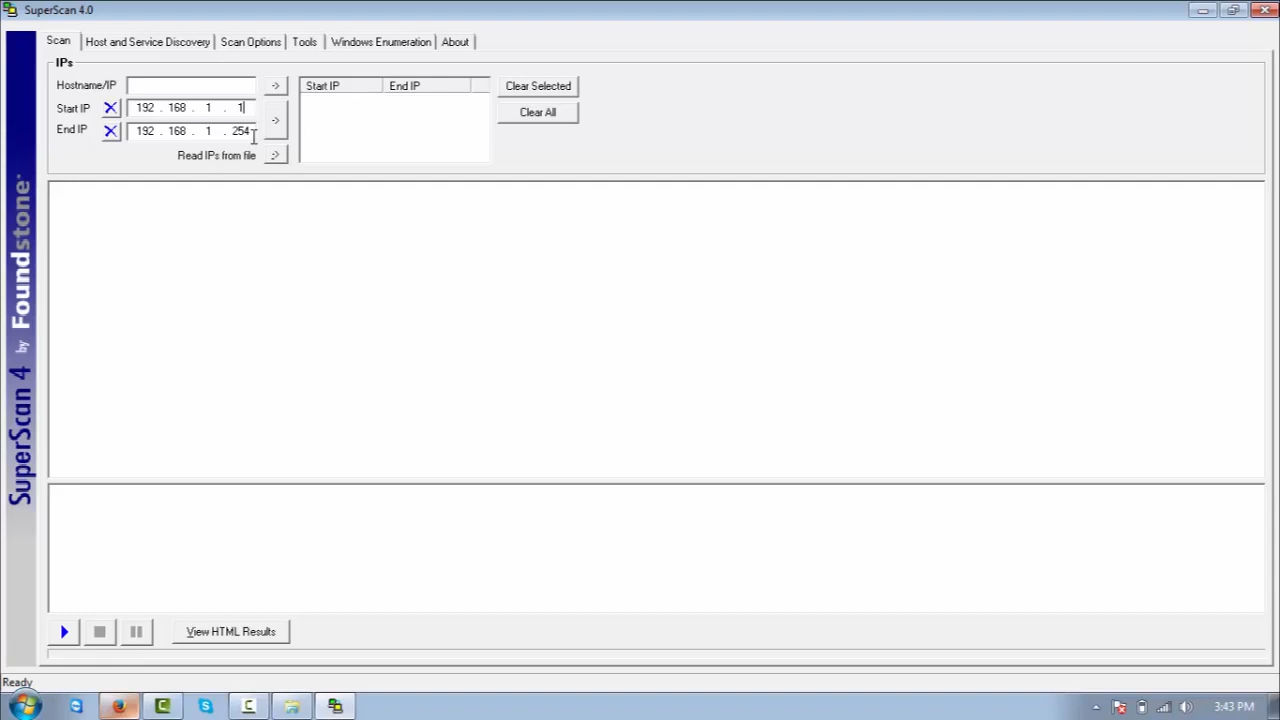 SuperScan 4.0
Scan Host and Service Discovery Scan Options Tools Windows Enumeration About
IPs
Hostname/IP
Start IP 192 . 168 . 1 . 1
End IP 192 . 168 . 1 . 254
Read IPs from file
->
->
->
Start IP End IP
Clear Selected
Clear All
SuperScan 4 by Foundstone
View HTML Results
Ready
3:43 PM